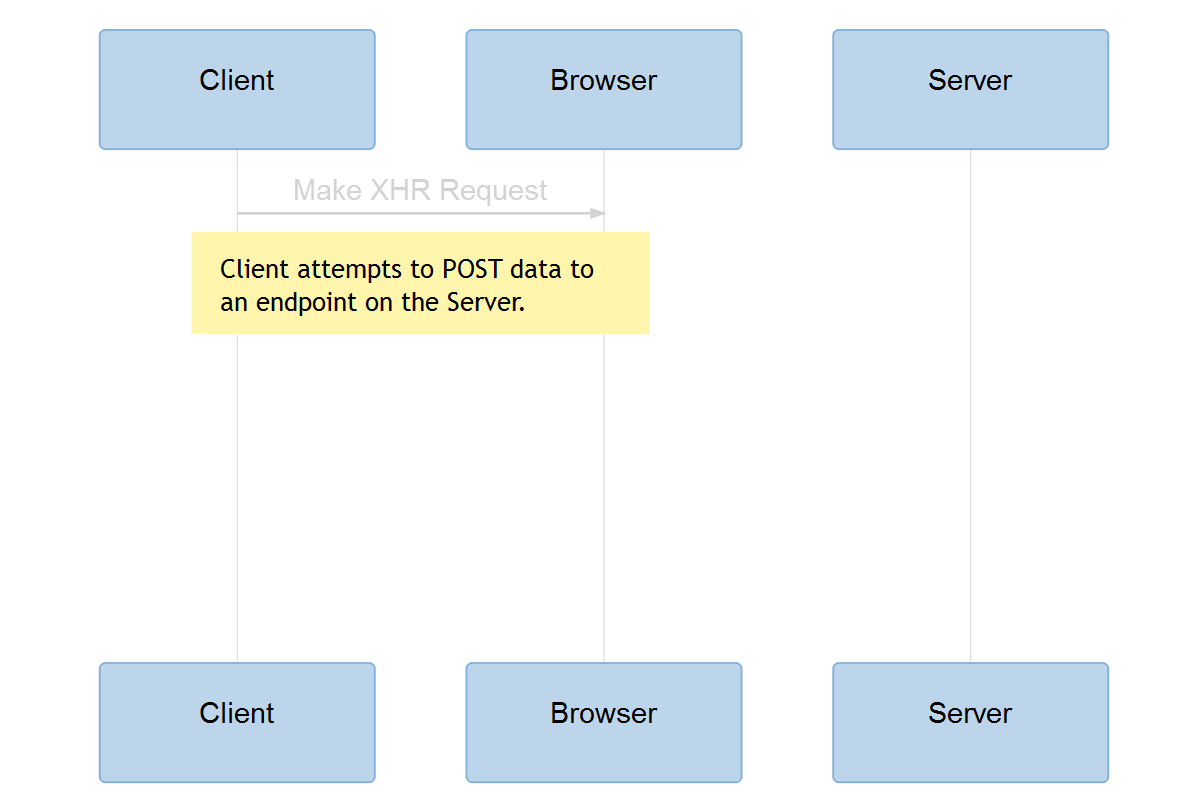 Client
Browser
Server
Make XHR Request
Client attempts to POST data to
an endpoint on the Server.
Client
Browser
Server